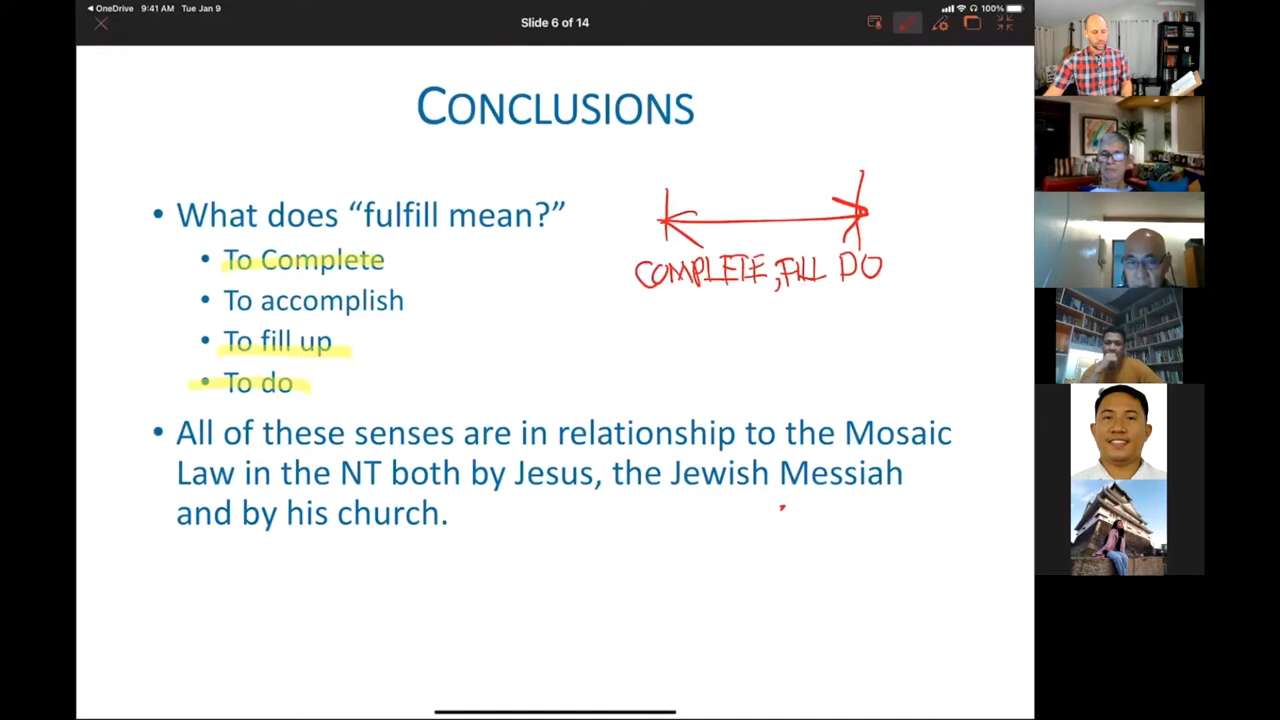 OneDrive 9:41 AM Tue Jan 9
100%
Slide 6 of 14
CONCLUSIONS
• What does “fulfill mean?”
• To Complete
• To accomplish
• To fill up
• To do
COMPLETE, FILL DO
• All of these senses are in relationship to the Mosaic
Law in the NT both by Jesus, the Jewish Messiah
and by his church.